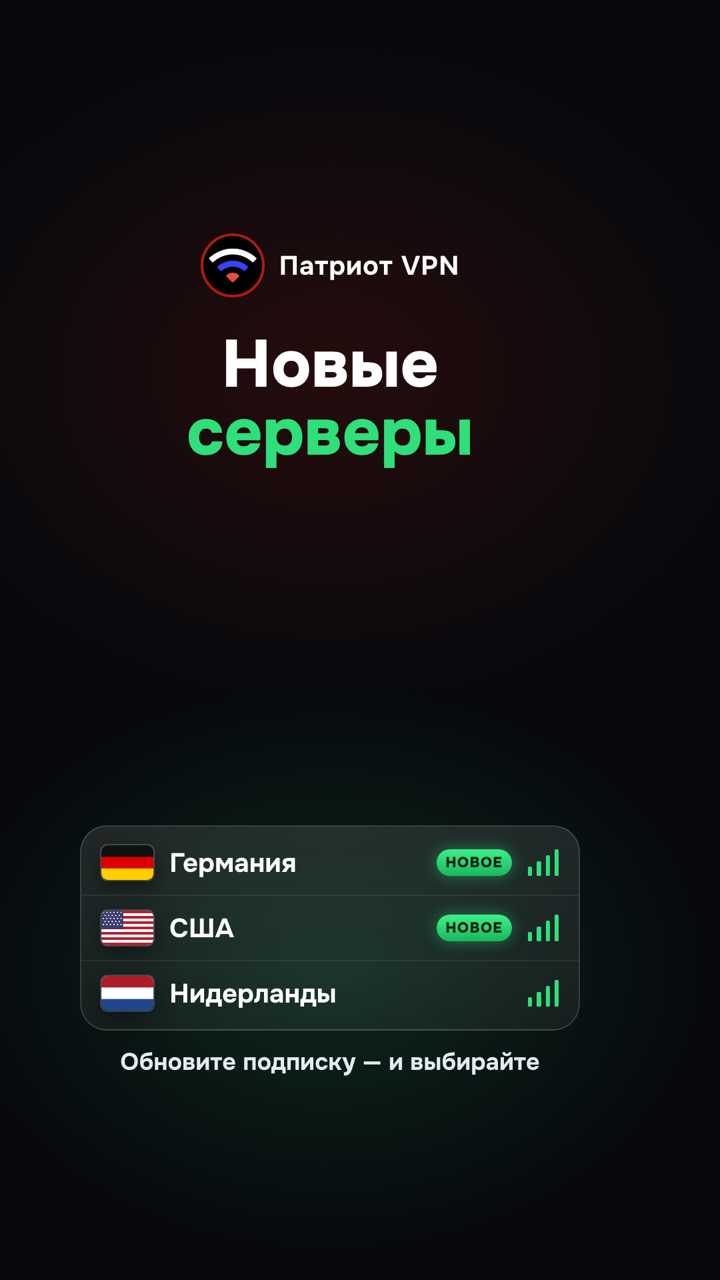 Патриот VPN
Новые
серверы
Германия НОВОЕ
США НОВОЕ
Нидерланды
Обновите подписку — и выбирайте